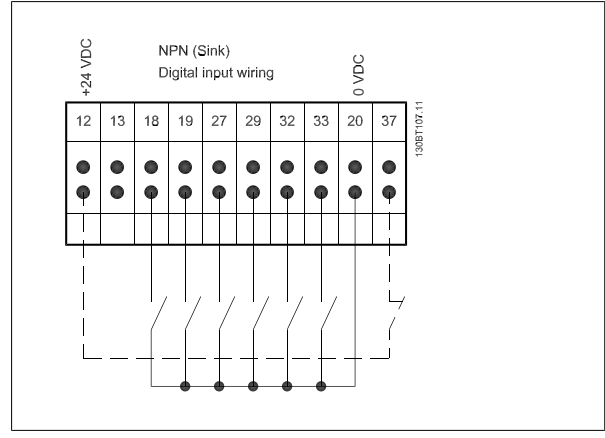 +24 VDC
NPN (Sink)
Digital input wiring
0 VDC
12 13 18 19 27 29 32 33 20 37
130BT107.11